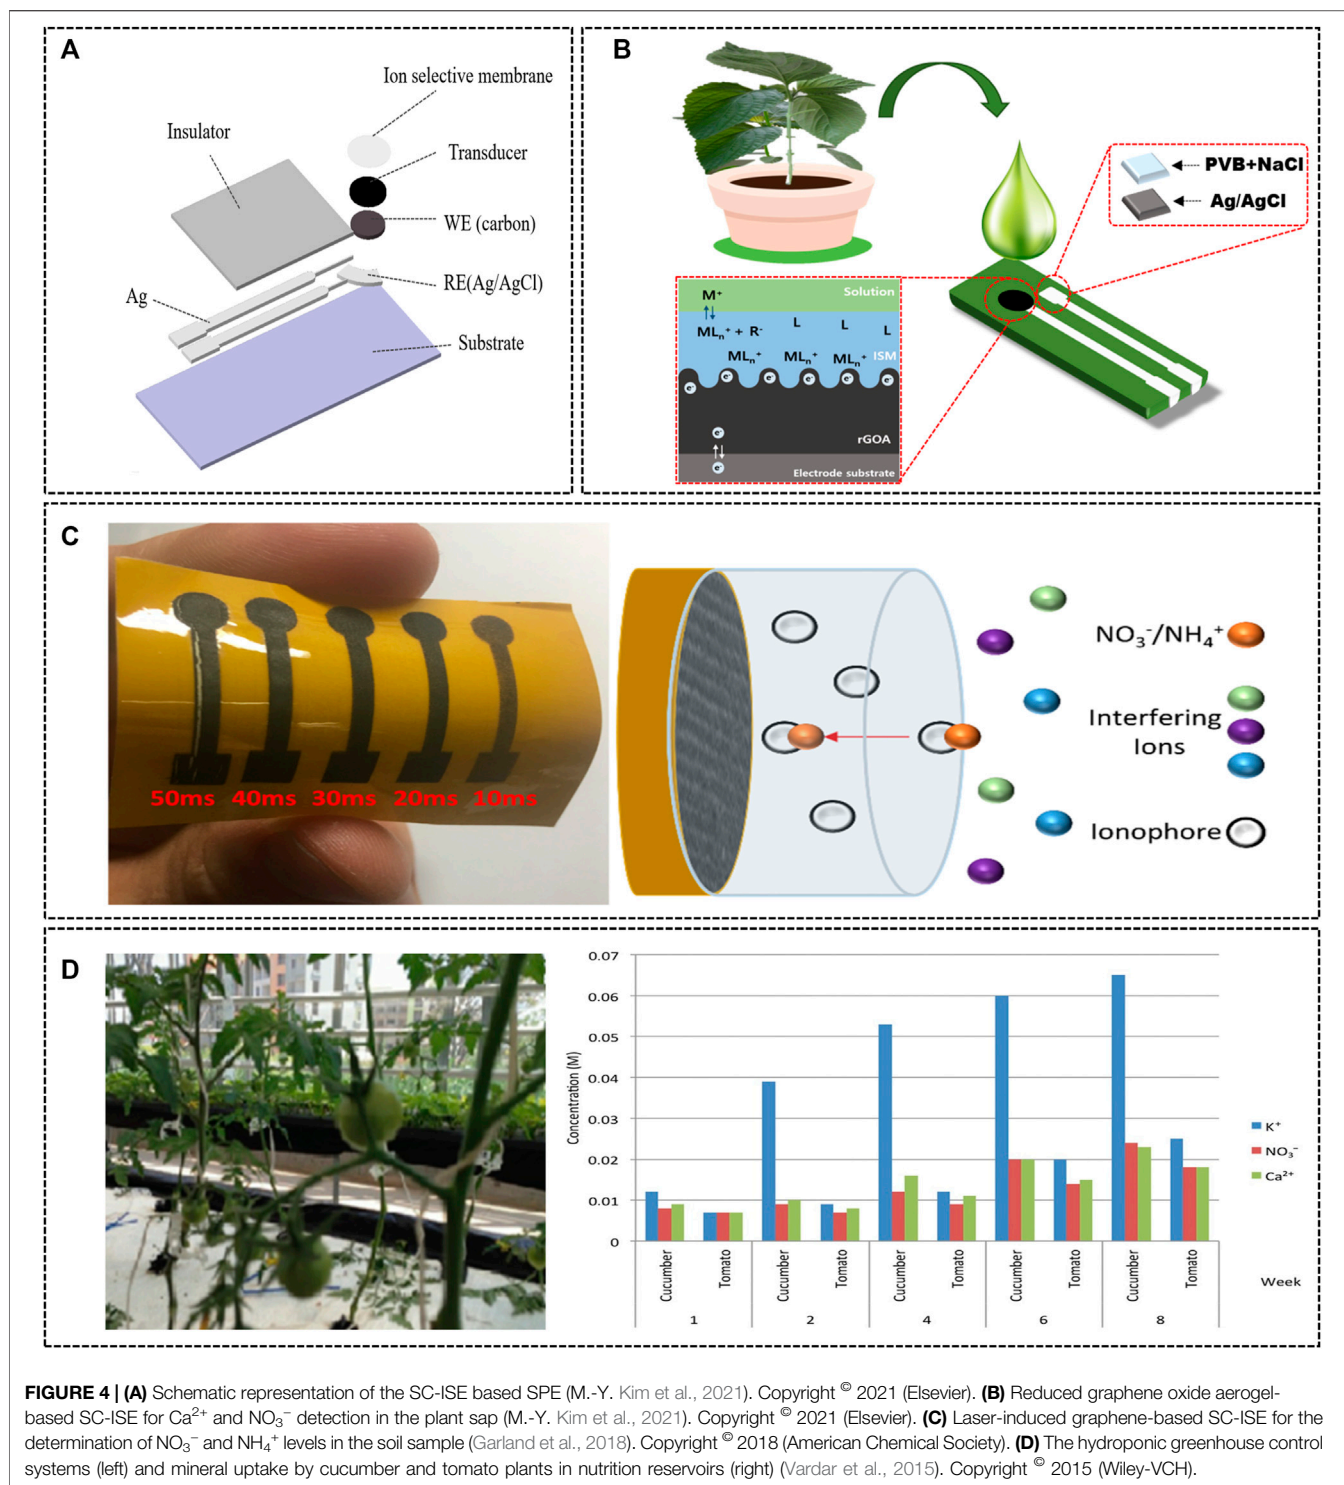 A
Ion selective membrane
Insulator
Transducer
WE (carbon)
RE(Ag/AgCl)
Ag
Substrate
B
PVB+NaCl
Ag/AgCl
Solution
M⁺
L L L
MLₙ⁺ + R⁻
MLₙ⁺ MLₙ⁺ MLₙ⁺ ISM
e⁻ e⁻ e⁻ e⁻ e⁻ e⁻
rGOA
e⁻
e⁻
Electrode substrate
C
50ms 40ms 30ms 20ms 10ms
NO₃⁻/NH₄⁺
Interfering
Ions
Ionophore
D
Concentration (M)
0.07
0.06
0.05
0.04
0.03
0.02
0.01
0
K⁺
NO₃⁻
Ca²⁺
Cucumber Tomato Cucumber Tomato Cucumber Tomato Cucumber Tomato Cucumber Tomato
Week
1 2 4 6 8
FIGURE 4 | (A) Schematic representation of the SC-ISE based SPE (M.-Y. Kim et al., 2021). Copyright © 2021 (Elsevier). (B) Reduced graphene oxide aerogel-
based SC-ISE for Ca²⁺ and NO₃⁻ detection in the plant sap (M.-Y. Kim et al., 2021). Copyright © 2021 (Elsevier). (C) Laser-induced graphene-based SC-ISE for the
determination of NO₃⁻ and NH₄⁺ levels in the soil sample (Garland et al., 2018). Copyright © 2018 (American Chemical Society). (D) The hydroponic greenhouse control
systems (left) and mineral uptake by cucumber and tomato plants in nutrition reservoirs (right) (Vardar et al., 2015). Copyright © 2015 (Wiley-VCH).